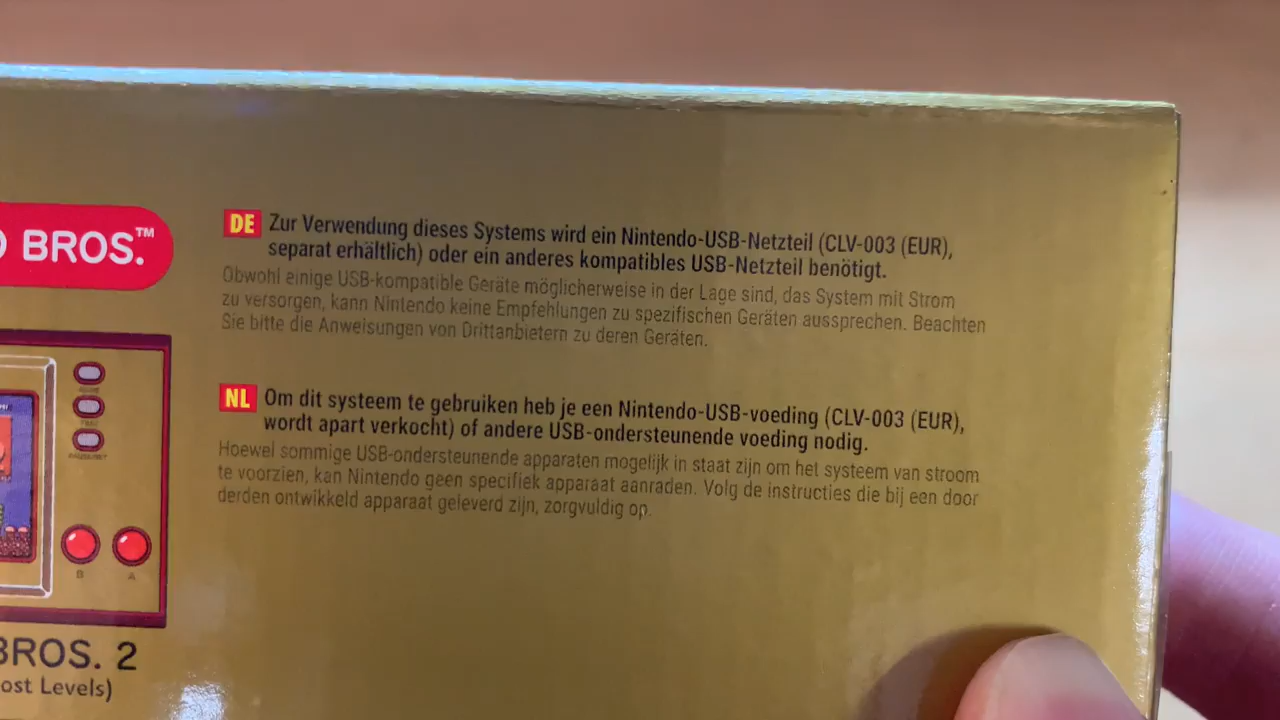 BROS.™
DE Zur Verwendung dieses Systems wird ein Nintendo-USB-Netzteil (CLV-003 (EUR),
separat erhältlich) oder ein anderes kompatibles USB-Netzteil benötigt.
Obwohl einige USB-kompatible Geräte möglicherweise in der Lage sind, das System mit Strom
zu versorgen, kann Nintendo keine Empfehlungen zu spezifischen Geräten aussprechen. Beachten
Sie bitte die Anweisungen von Drittanbietern zu deren Geräten.
NL Om dit systeem te gebruiken heb je een Nintendo-USB-voeding (CLV-003 (EUR),
wordt apart verkocht) of andere USB-ondersteunende voeding nodig.
Hoewel sommige USB-ondersteunende apparaten mogelijk in staat zijn om het systeem van stroom
te voorzien, kan Nintendo geen specifiek apparaat aanraden. Volg de instructies die bij een door
derden ontwikkeld apparaat geleverd zijn, zorgvuldig op.
B A
BROS. 2
ost Levels)